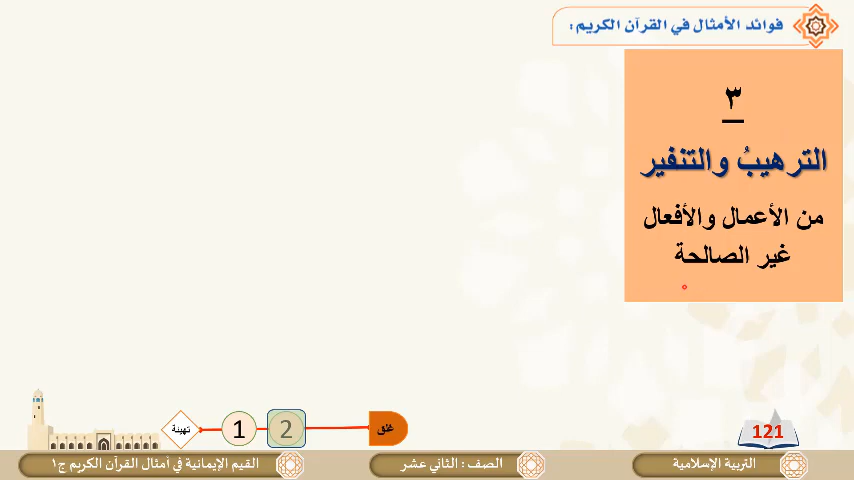 فوائد الأمثال في القرآن الكريم:
٣
الترهيبُ والتنفير
من الأعمال والأفعال
غير الصالحة
تهيئة
1
2
غلق
121
التربية الإسلامية
الصف : الثاني عشر
القيم الإيمانية في أمثال القرآن الكريم ج١